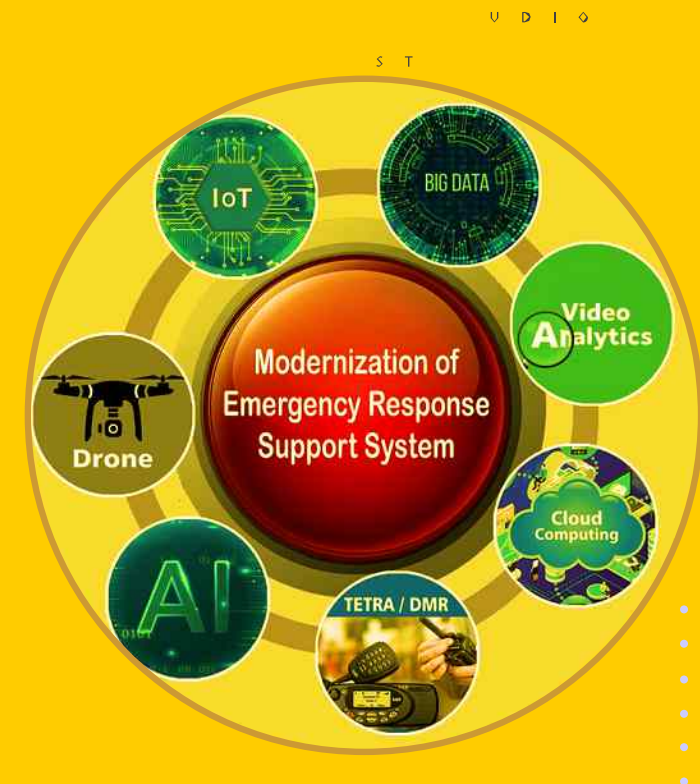 U D I O
S T
IoT
BIG DATA
Video
Analytics
Modernization of
Emergency Response
Support System
Drone
Cloud
Computing
AI
TETRA / DMR